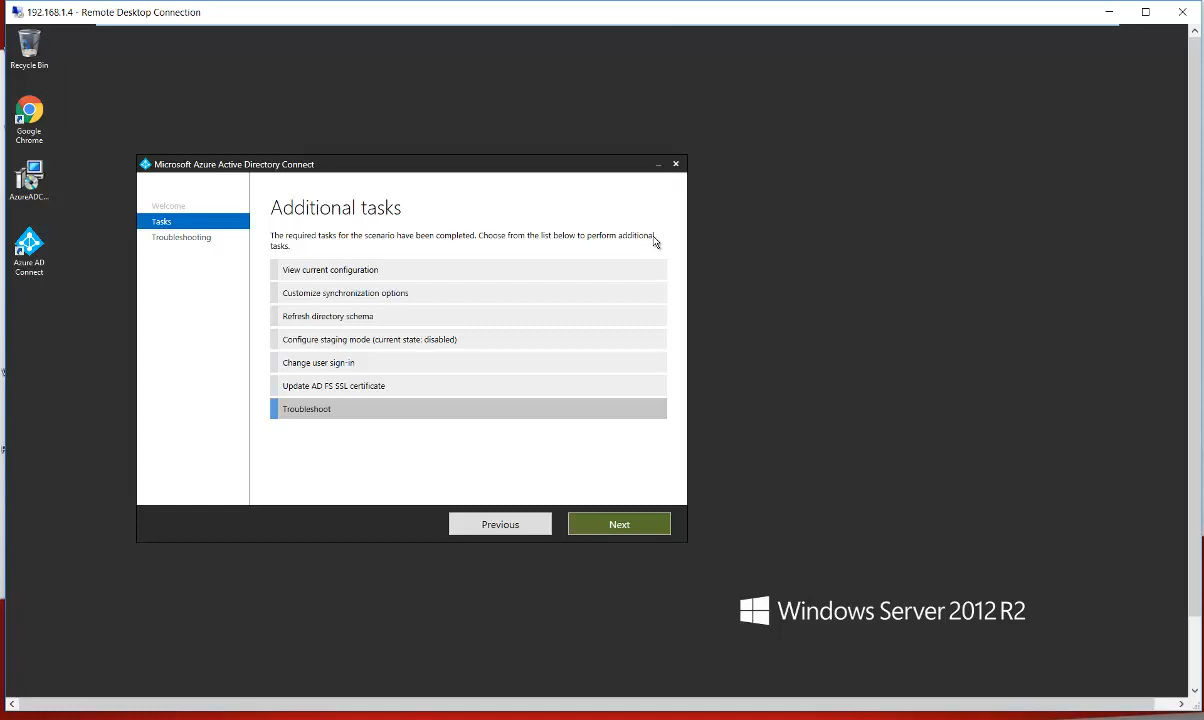 192.168.1.4 - Remote Desktop Connection
Recycle Bin
Google
Chrome
AzureADC...
Azure AD
Connect
Microsoft Azure Active Directory Connect
Welcome
Tasks
Troubleshooting
Additional tasks
The required tasks for the scenario have been completed. Choose from the list below to perform additional
tasks.
View current configuration
Customize synchronization options
Refresh directory schema
Configure staging mode (current state: disabled)
Change user sign-in
Update AD FS SSL certificate
Troubleshoot
Previous
Next
Windows Server 2012 R2